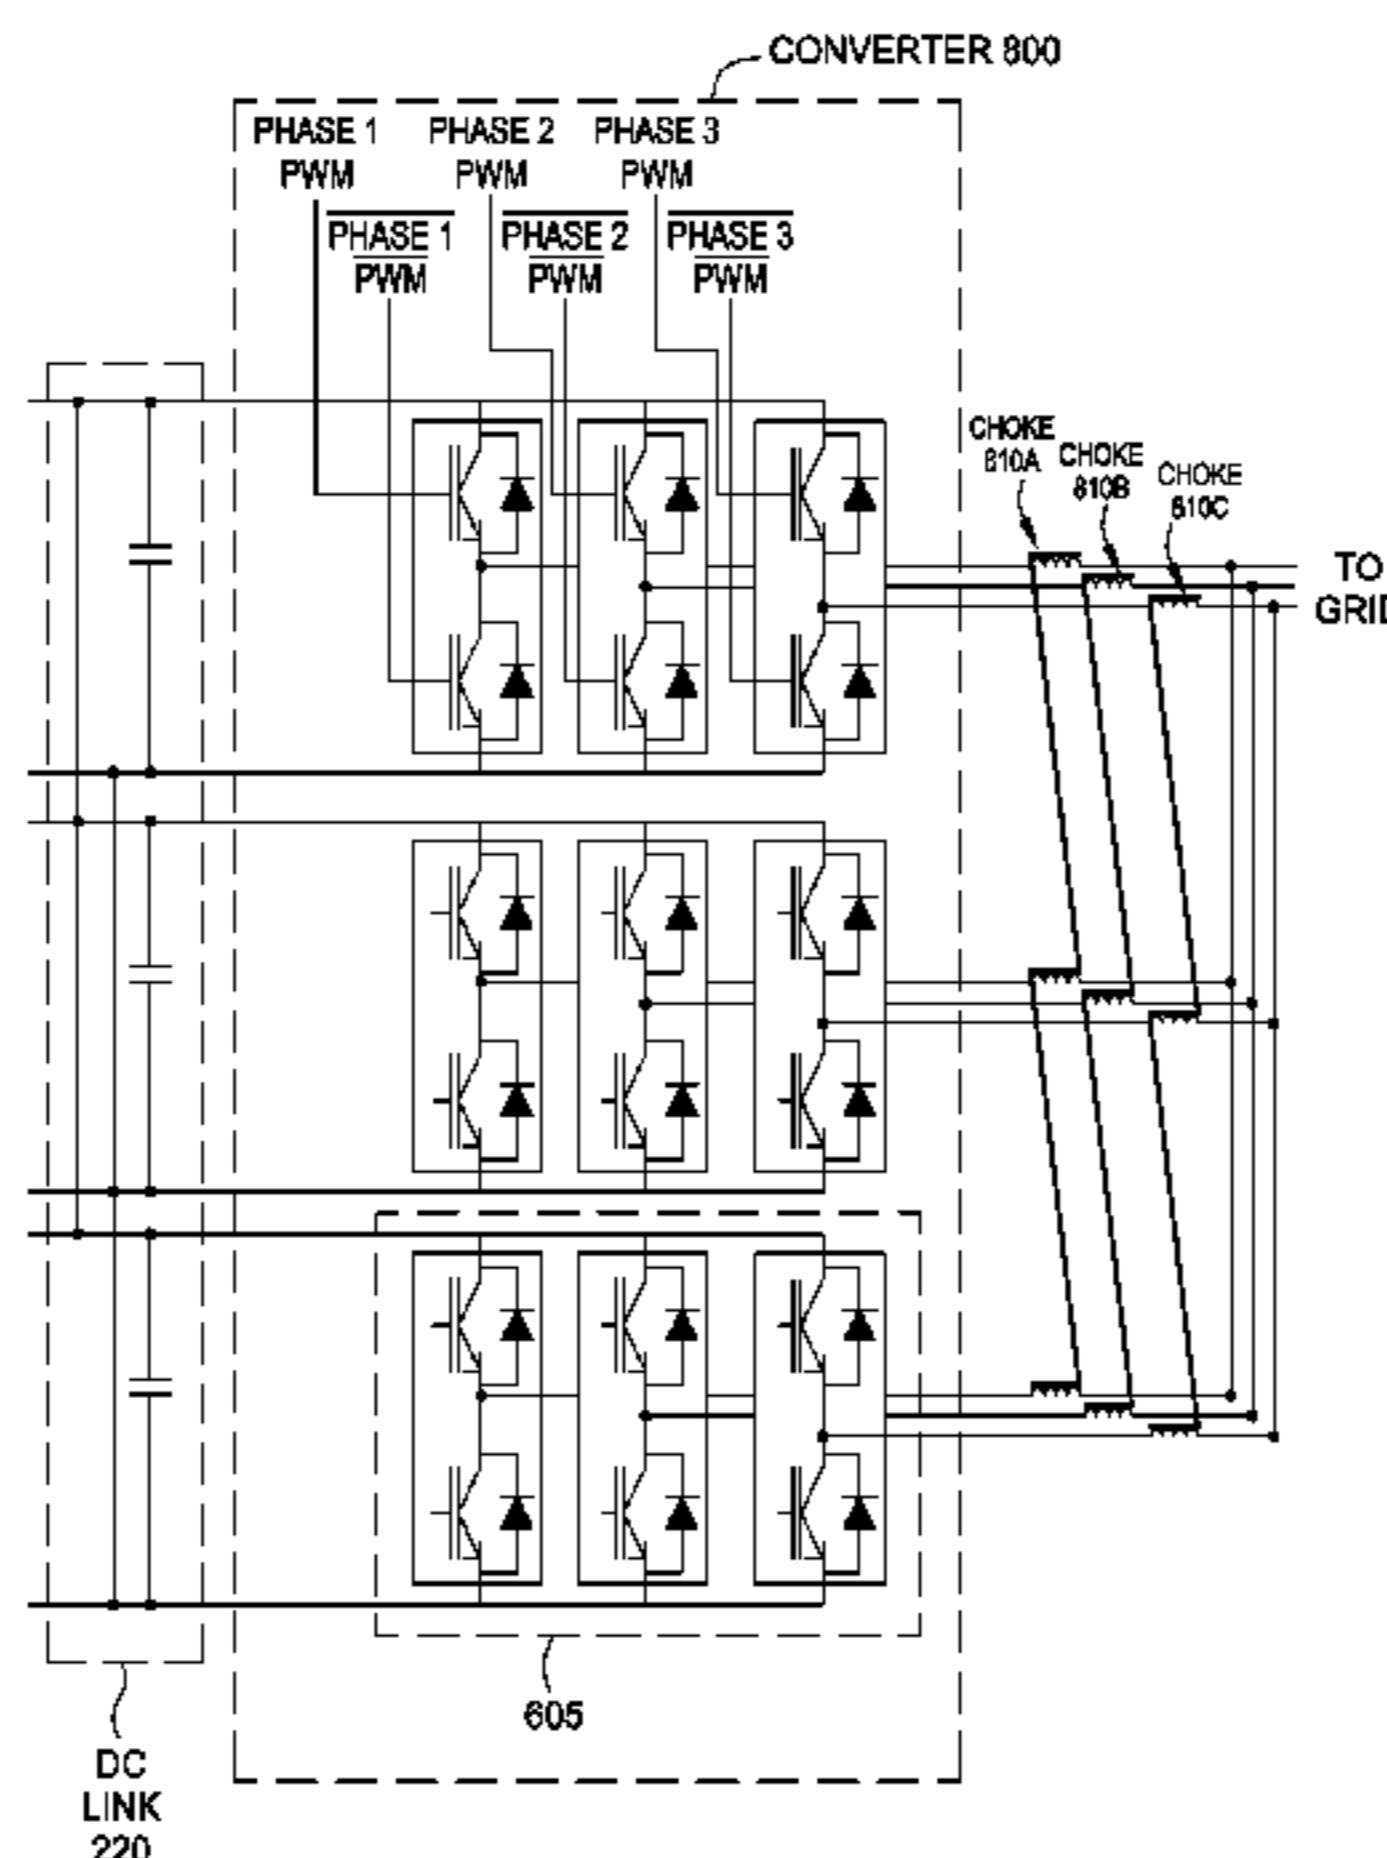 CONVERTER 800
PHASE 1
PWM
PHASE 2
PWM
PHASE 3
PWM
PHASE 1
PWM
PHASE 2
PWM
PHASE 3
PWM
CHOKE
810A
CHOKE
810B
CHOKE
810C
TO
GRID
605
DC
LINK
220